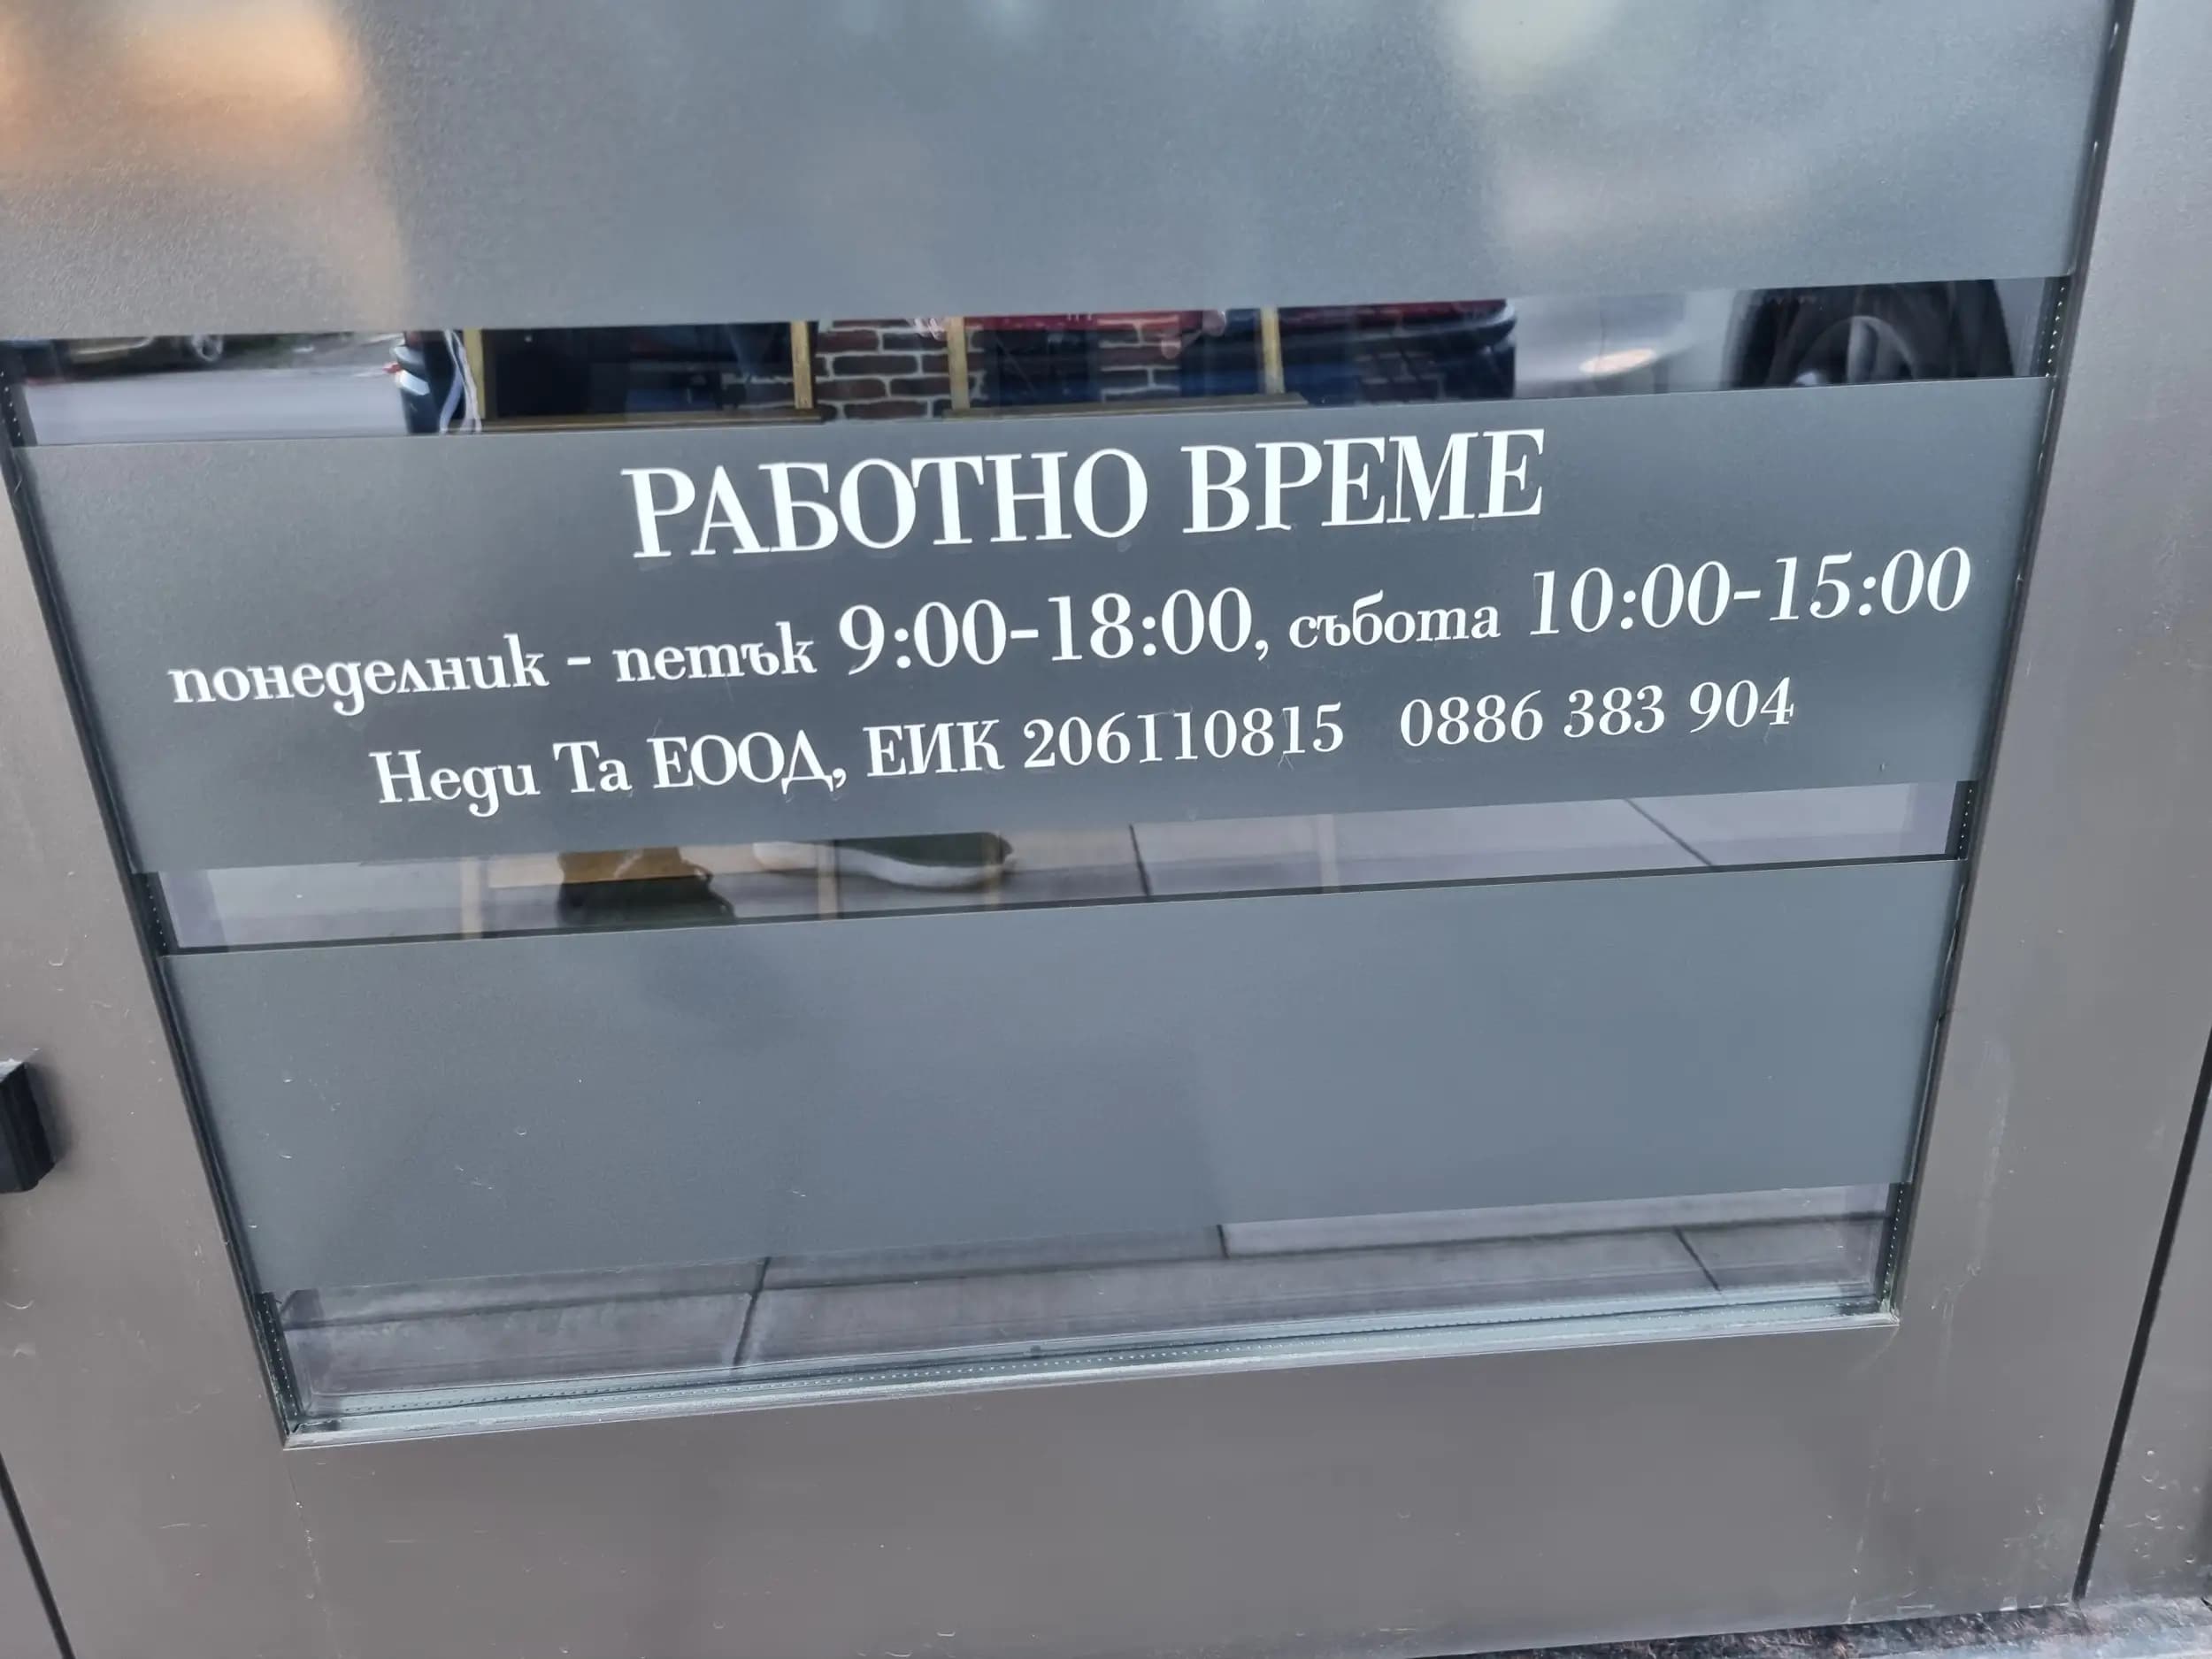 РАБОТНО ВРЕМЕ
понеделник - петък 9:00-18:00, събота 10:00-15:00
Неди Та ЕООД, ЕИК 206110815 0886 383 904